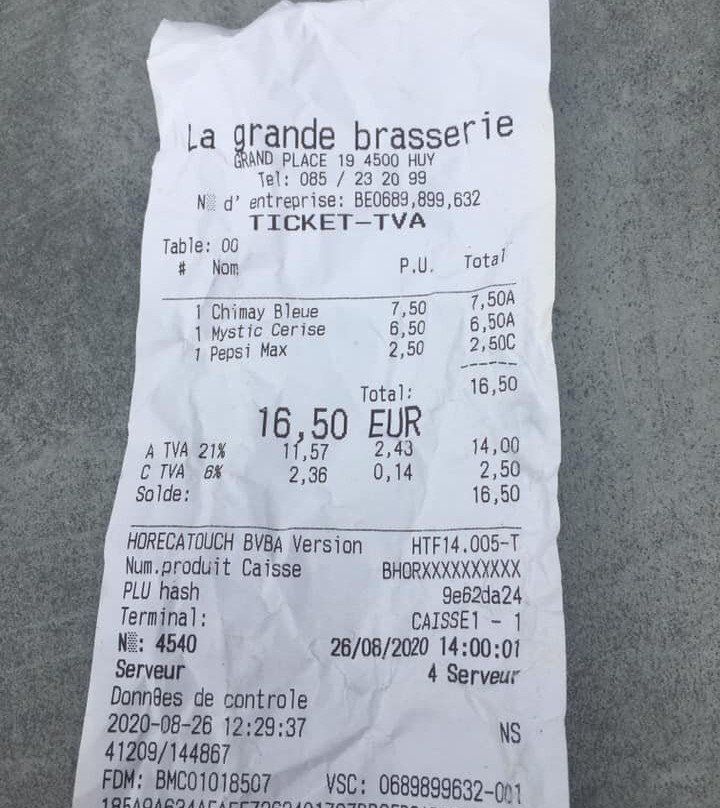 La grande brasserie
GRAND PLACE 19 4500 HUY
Tel: 085 / 23 20 99
N▒ d' entreprise: BE0689,899,632
TICKET-TVA
Table: 00
# Nom P.U. Total
1 Chimay Bleue 7,50 7,50A
1 Mystic Cerise 6,50 6,50A
1 Pepsi Max 2,50 2,50C
------
Total: 16,50
16,50 EUR
A TVA 21% 11,57 2,43 14,00
C TVA 6% 2,36 0,14 2,50
Solde: 16,50
HORECATOUCH BVBA Version HTF14.005-T
Num.produit Caisse BHORXXXXXXXXXX
PLU hash 9e62da24
Terminal: CAISSE1 - 1
N▒: 4540 26/08/2020 14:00:01
Serveur 4 Serveur
Donnθes de controle
2020-08-26 12:29:37 NS
41209/144867
FDM: BMC01018507 VSC: 0689899632-001